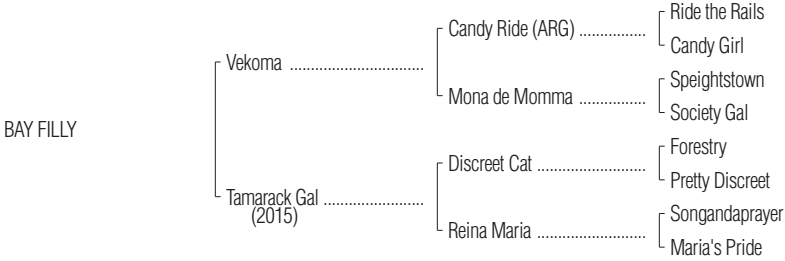 Ride the Rails
Candy Ride (ARG) ................
Candy Girl
Vekoma ................................
Speightstown
Mona de Momma ................
Society Gal
BAY FILLY
Forestry
Discreet Cat ..........................
Pretty Discreet
Tamarack Gal ........................
(2015)
Songandaprayer
Reina Maria ..........................
Maria's Pride